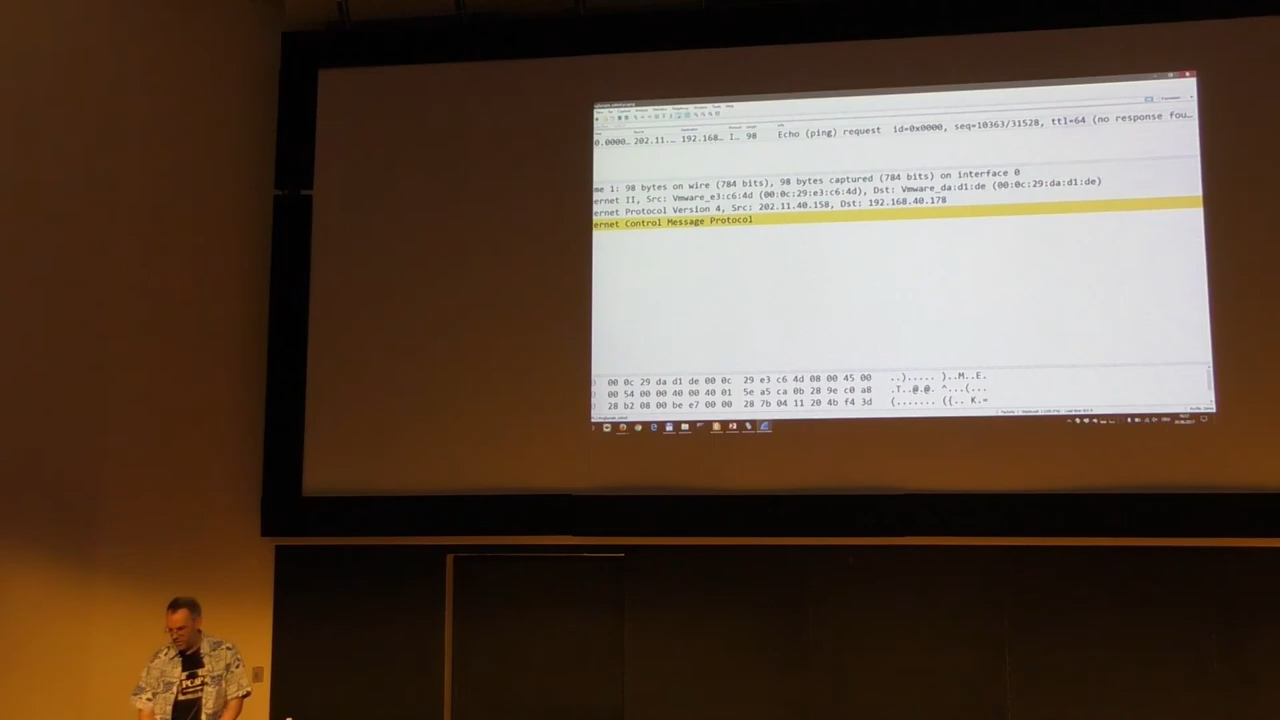 0.0000… 202.11.… 192.168… I… 98 Echo (ping) request id=0x0000, seq=10363/31528, ttl=64 (no response fou…
me 1: 98 bytes on wire (784 bits), 98 bytes captured (784 bits) on interface 0
ernet II, Src: Vmware_e3:c6:4d (00:0c:29:e3:c6:4d), Dst: Vmware_da:d1:de (00:0c:29:da:d1:de)
ernet Protocol Version 4, Src: 202.11.40.158, Dst: 192.168.40.178
ernet Control Message Protocol
00 0c 29 da d1 de 00 0c 29 e3 c6 4d 08 00 45 00 ..)..... )..M..E.
00 54 00 00 40 00 40 01 5e a5 ca 0b 28 9e c0 a8 .T..@.@. ^...(...
28 b2 08 00 be e7 00 00 28 7b 04 11 20 4b f4 3d (....... ({.. K.=
PCAP